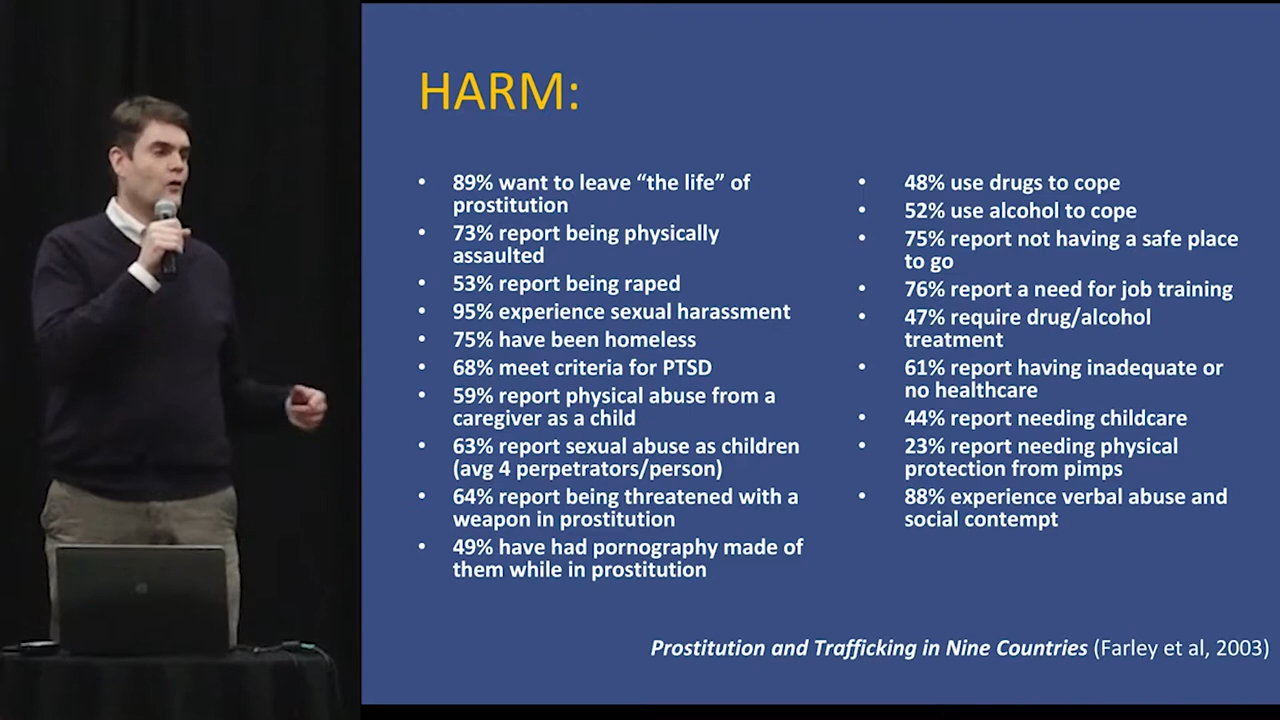 HARM:
• 89% want to leave “the life” of
prostitution
• 73% report being physically
assaulted
• 53% report being raped
• 95% experience sexual harassment
• 75% have been homeless
• 68% meet criteria for PTSD
• 59% report physical abuse from a
caregiver as a child
• 63% report sexual abuse as children
(avg 4 perpetrators/person)
• 64% report being threatened with a
weapon in prostitution
• 49% have had pornography made of
them while in prostitution
• 48% use drugs to cope
• 52% use alcohol to cope
• 75% report not having a safe place
to go
• 76% report a need for job training
• 47% require drug/alcohol
treatment
• 61% report having inadequate or
no healthcare
• 44% report needing childcare
• 23% report needing physical
protection from pimps
• 88% experience verbal abuse and
social contempt
Prostitution and Trafficking in Nine Countries (Farley et al, 2003)